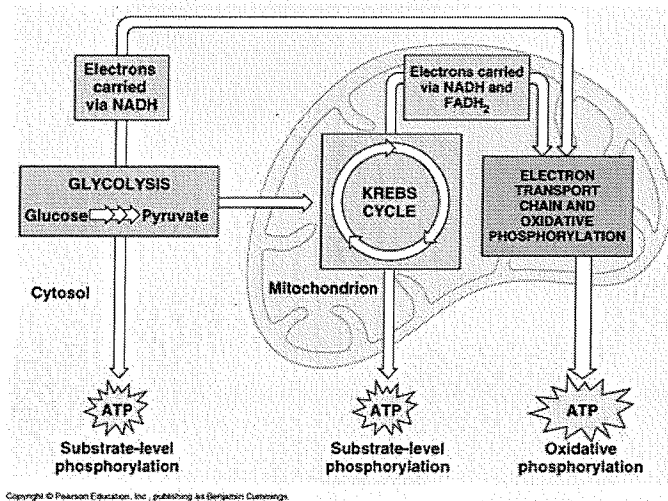 Electrons
carried
via NADH
Electrons carried
via NADH and
FADH2
GLYCOLYSIS
Glucose Pyruvate
KREBS
CYCLE
ELECTRON
TRANSPORT
CHAIN AND
OXIDATIVE
PHOSPHORYLATION
Cytosol
Mitochondrion
ATP
ATP
ATP
Substrate-level
phosphorylation
Substrate-level
phosphorylation
Oxidative
phosphorylation
Copyright © Pearson Education, Inc., publishing as Benjamin Cummings.